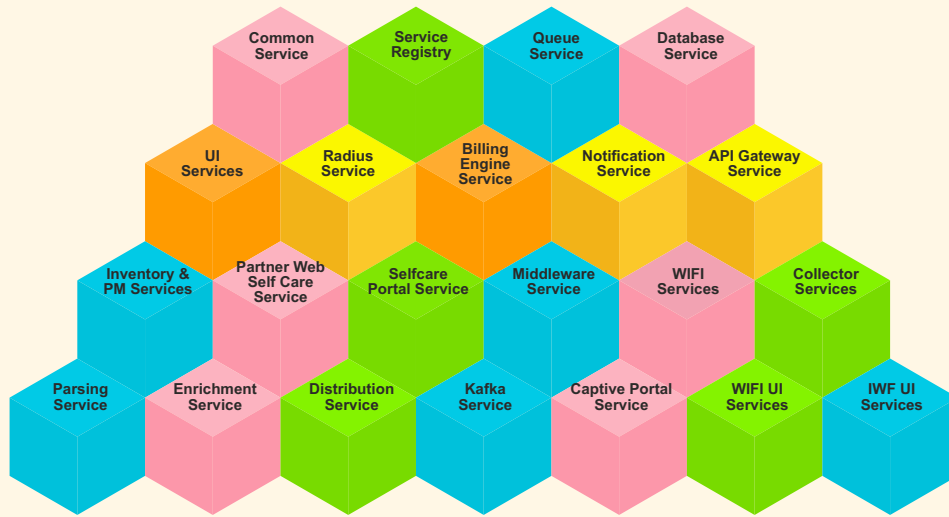 Common
Service
Service
Registry
Queue
Service
Database
Service
UI
Services
Radius
Service
Billing
Engine
Service
Notification
Service
API Gateway
Service
Inventory &
PM Services
Partner Web
Self Care
Service
Selfcare
Portal Service
Middleware
Service
WIFI
Services
Collector
Services
Parsing
Service
Enrichment
Service
Distribution
Service
Kafka
Service
Captive Portal
Service
WIFI UI
Services
IWF UI
Services